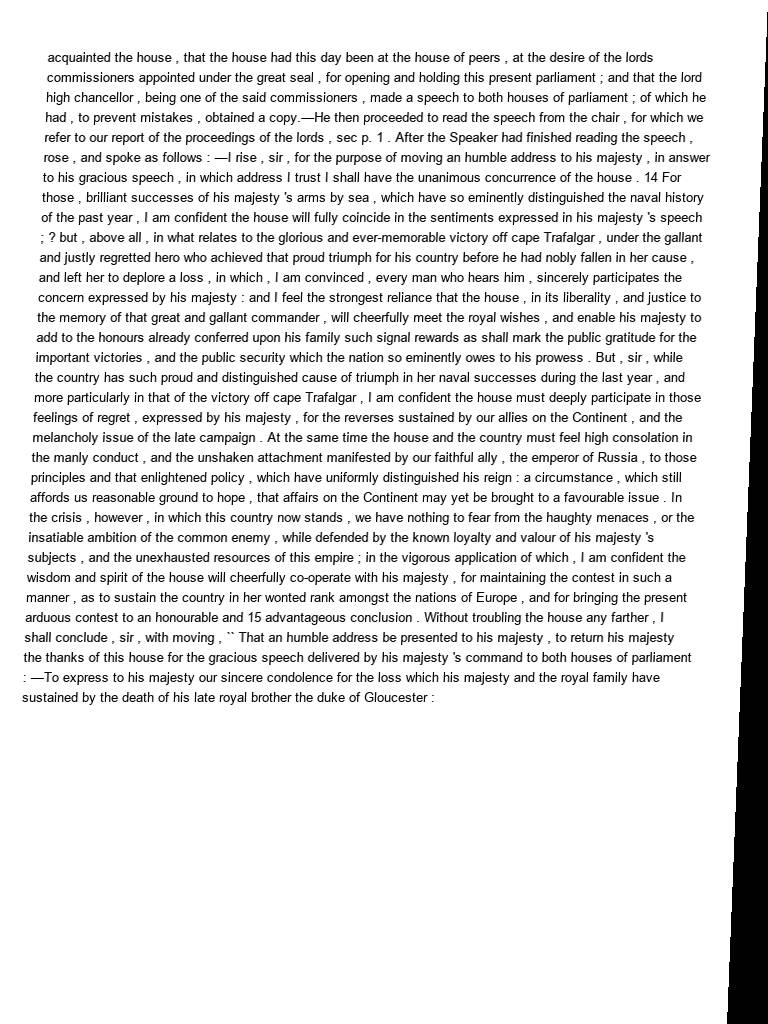 acquainted the house , that the house had this day been at the house of peers , at the desire of the lords
commissioners appointed under the great seal , for opening and holding this present parliament ; and that the lord
high chancellor , being one of the said commissioners , made a speech to both houses of parliament ; of which he
had , to prevent mistakes , obtained a copy.—He then proceeded to read the speech from the chair , for which we
refer to our report of the proceedings of the lords , sec p. 1 . After the Speaker had finished reading the speech ,
rose , and spoke as follows : —I rise , sir , for the purpose of moving an humble address to his majesty , in answer
to his gracious speech , in which address I trust I shall have the unanimous concurrence of the house . 14 For
those , brilliant successes of his majesty 's arms by sea , which have so eminently distinguished the naval history
of the past year , I am confident the house will fully coincide in the sentiments expressed in his majesty 's speech
; ? but , above all , in what relates to the glorious and ever-memorable victory off cape Trafalgar , under the gallant
and justly regretted hero who achieved that proud triumph for his country before he had nobly fallen in her cause ,
and left her to deplore a loss , in which , I am convinced , every man who hears him , sincerely participates the
concern expressed by his majesty : and I feel the strongest reliance that the house , in its liberality , and justice to
the memory of that great and gallant commander , will cheerfully meet the royal wishes , and enable his majesty to
add to the honours already conferred upon his family such signal rewards as shall mark the public gratitude for the
important victories , and the public security which the nation so eminently owes to his prowess . But , sir , while
the country has such proud and distinguished cause of triumph in her naval successes during the last year , and
more particularly in that of the victory off cape Trafalgar , I am confident the house must deeply participate in those
feelings of regret , expressed by his majesty , for the reverses sustained by our allies on the Continent , and the
melancholy issue of the late campaign . At the same time the house and the country must feel high consolation in
the manly conduct , and the unshaken attachment manifested by our faithful ally , the emperor of Russia , to those
principles and that enlightened policy , which have uniformly distinguished his reign : a circumstance , which still
affords us reasonable ground to hope , that affairs on the Continent may yet be brought to a favourable issue . In
the crisis , however , in which this country now stands , we have nothing to fear from the haughty menaces , or the
insatiable ambition of the common enemy , while defended by the known loyalty and valour of his majesty 's
subjects , and the unexhausted resources of this empire ; in the vigorous application of which , I am confident the
wisdom and spirit of the house will cheerfully co-operate with his majesty , for maintaining the contest in such a
manner , as to sustain the country in her wonted rank amongst the nations of Europe , and for bringing the present
arduous contest to an honourable and 15 advantageous conclusion . Without troubling the house any farther , I
shall conclude , sir , with moving , `` That an humble address be presented to his majesty , to return his majesty
the thanks of this house for the gracious speech delivered by his majesty 's command to both houses of parliament
: —To express to his majesty our sincere condolence for the loss which his majesty and the royal family have
sustained by the death of his late royal brother the duke of Gloucester :